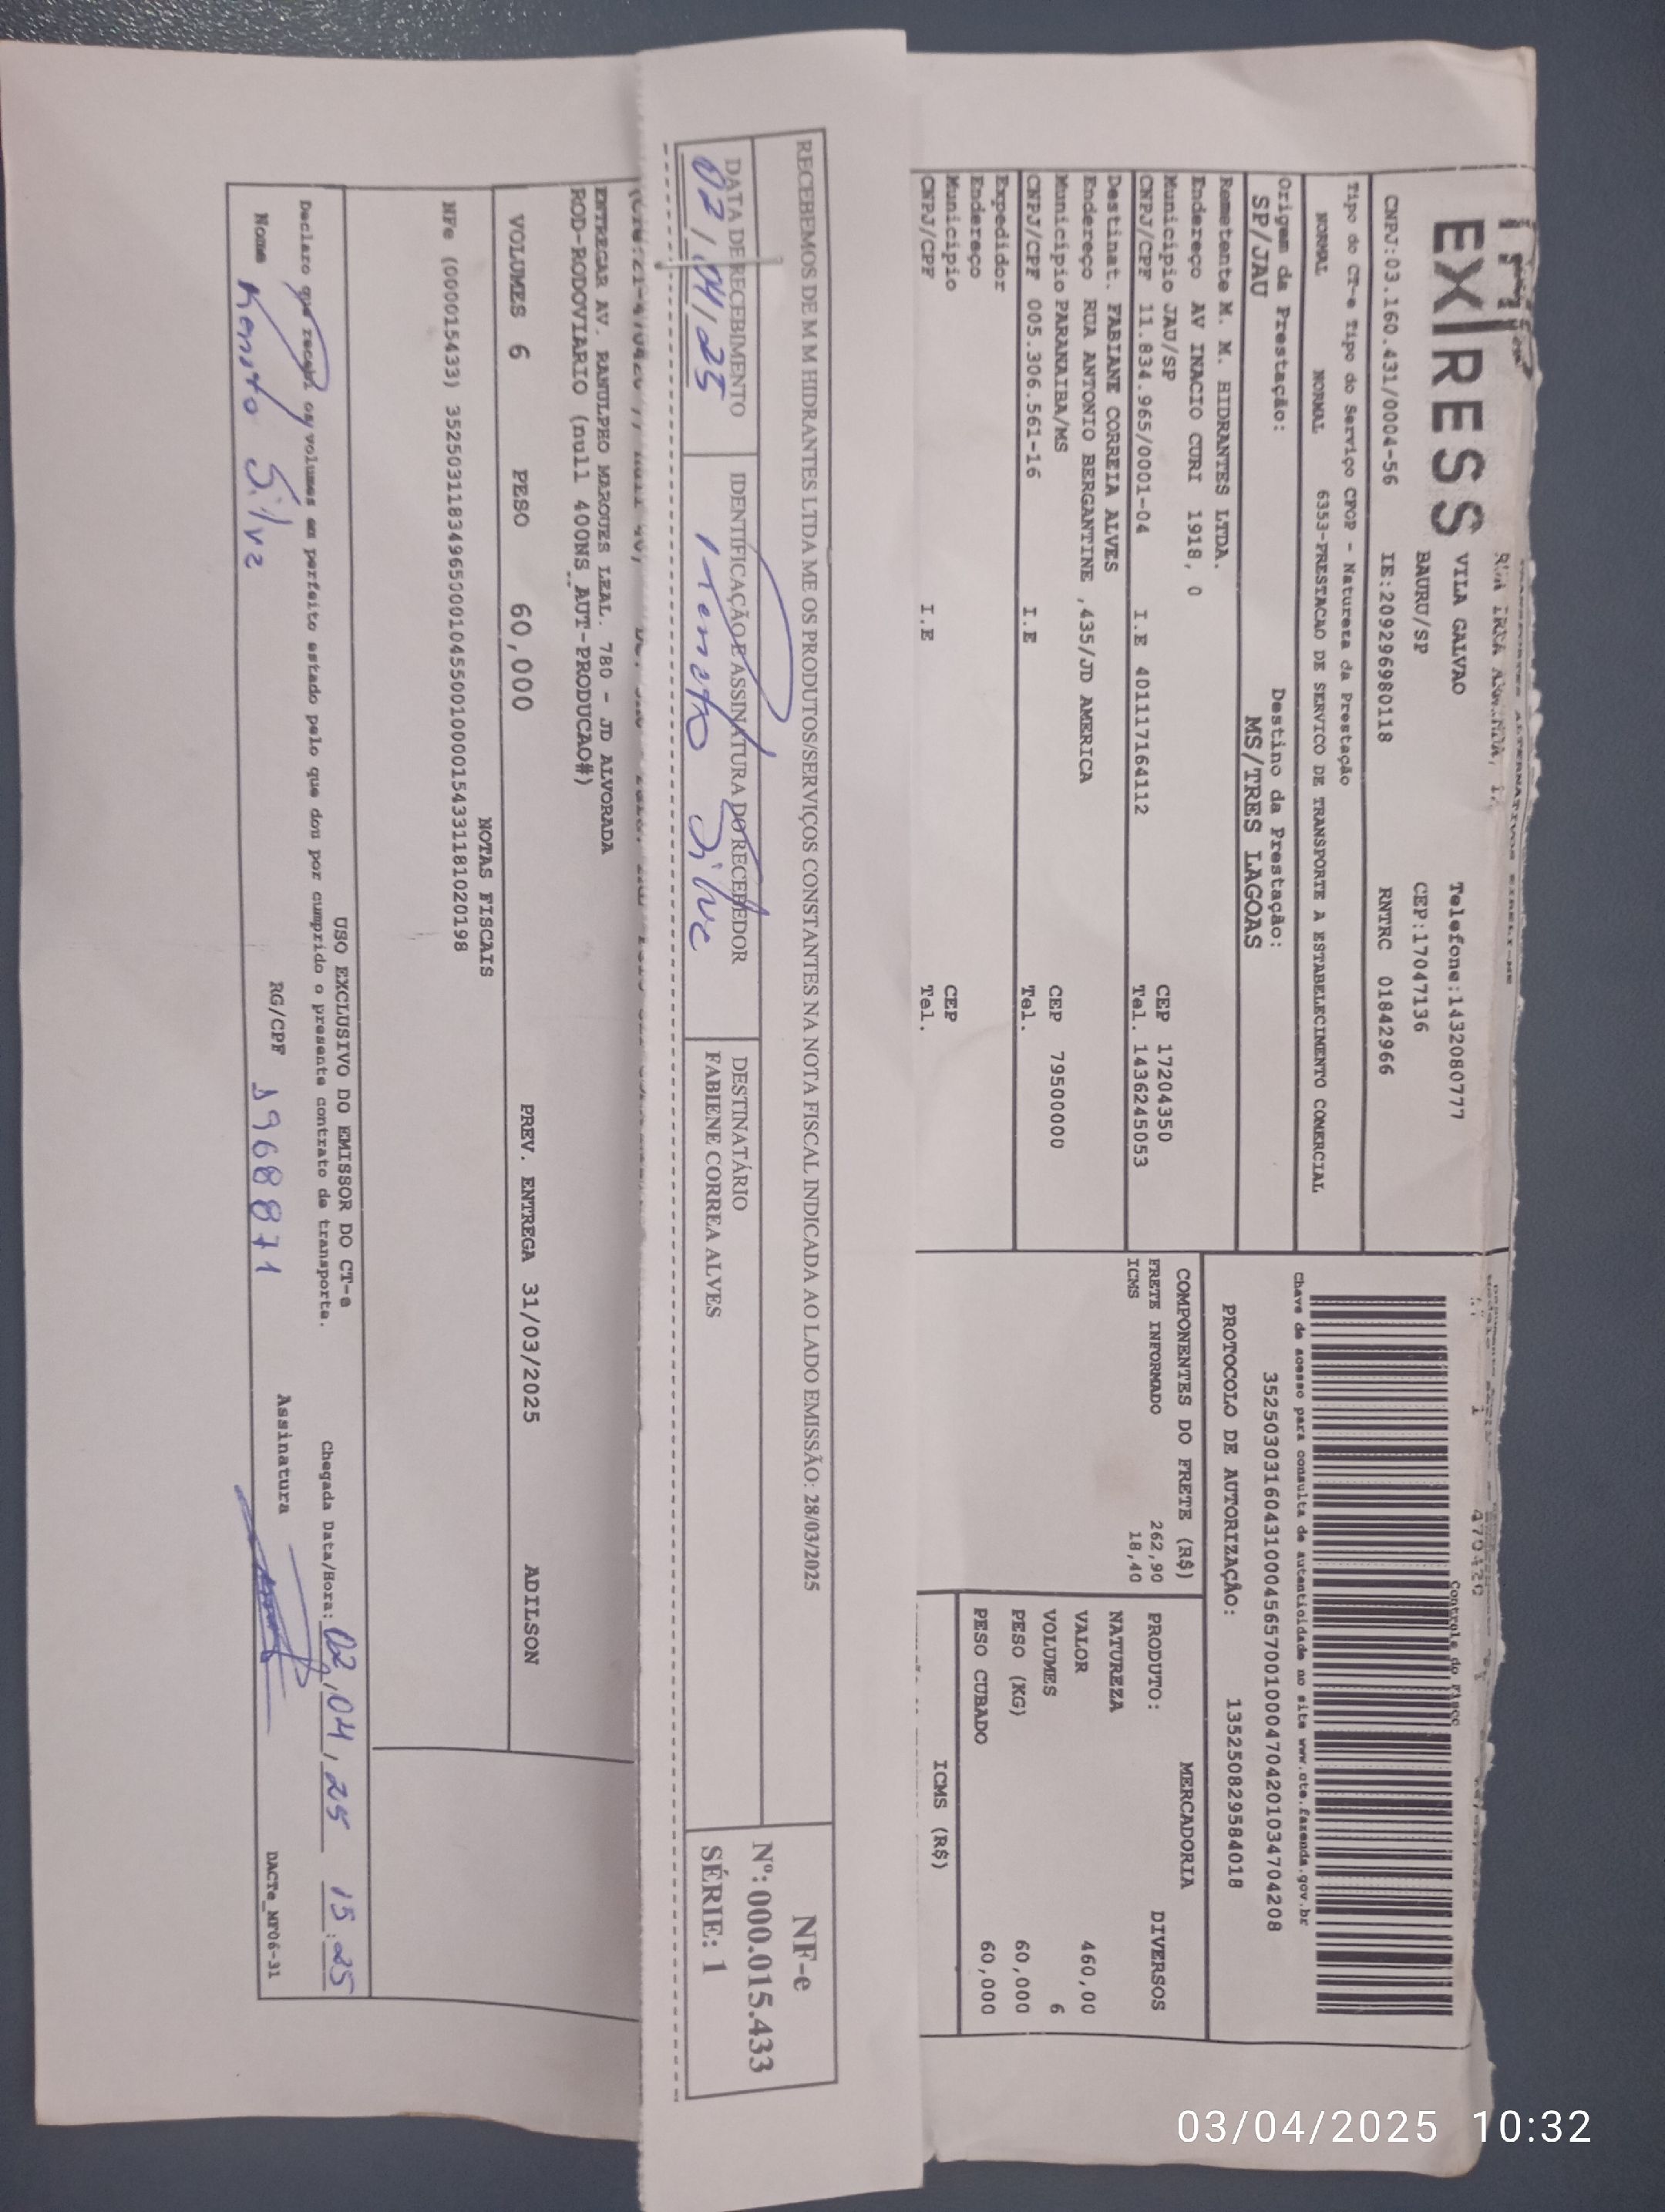 EXPRESS
VILA GALVAO Telefone:1432080777
BAURU/SP CEP:17047136
CNPJ:03.160.431/0004-56 IE:209296980118 RNTRC 01842966
Tipo do CT-e Tipo do Serviço CFOP - Natureta da Prestação
NORMAL NORMAL 6353-PRESTACAO DE SERVICO DE TRANSPORTE A ESTABELECIMENTO COMERCIAL
Origem da Prestação: Destino da Prestação:
SP/JAU MS/TRES LAGOAS
Remetente M. M. HIDRANTES LTDA.
Endereço AV INACIO CURI 1918, 0 CEP 17204350
Municipio JAU/SP
CNPJ/CPF 11.834.965/0001-04 I.E 401117164112 Tel. 1436245053
Destinat. FABIANE CORREIA ALVES
Endereço RUA ANTONIO BERGANTINE ,435/JD AMERICA
Municipio PARANAIBA/MS CEP 79500000
CNPJ/CPF 005.306.561-16 I.E Tel.
Expedidor
Endereço
Municipio CEP
CNPJ/CPF I.E Tel.
Controle do Fisco
Chave de acesso para consulta de autenticidade no site www.cte.fazenda.gov.br
35250303160431000456570010004704201034704208
PROTOCOLO DE AUTORIZAÇÃO: 135250829584018
COMPONENTES DO FRETE (R$)
FRETE INFORMADO 262,90
ICMS 18,40
MERCADORIA
PRODUTO: DIVERSOS
NATUREZA
VALOR 460,00
VOLUMES 6
PESO (KG) 60,000
PESO CUBADO 60,000
ICMS (R$)
RECEBEMOS DE M M HIDRANTES LTDA ME OS PRODUTOS/SERVIÇOS CONSTANTES NA NOTA FISCAL INDICADA AO LADO EMISSÃO: 28/03/2025
DATA DE RECEBIMENTO IDENTIFICAÇÃO E ASSINATURA DO RECEBEDOR DESTINATÁRIO
02/04/25 Renato Silva FABIENE CORREA ALVES
NF-e
Nº: 000.015.433
SÉRIE: 1
ENTREGAR AV. RANULPHO MARQUES LEAL. 780 - JD ALVORADA
ROD-RODOVIARIO (null 400NS AUT-PRODUCAO#)
VOLUMES 6 PESO 60,000 PREV. ENTREGA 31/03/2025 ADILSON
NOTAS FISCAIS
NFe (000015433) 35250311834965000104550010000154331181020198
USO EXCLUSIVO DO EMISSOR DO CT-e
Declaro que recebi os volumes em perfeito estado pelo que dou por cumprido o presente contrato de transporte. Chegada Data/Hora: 02/04/25 15:25
Nome Renato Silva RG/CPF 1968871 Assinatura DACTe_MF06-31
03/04/2025 10:32